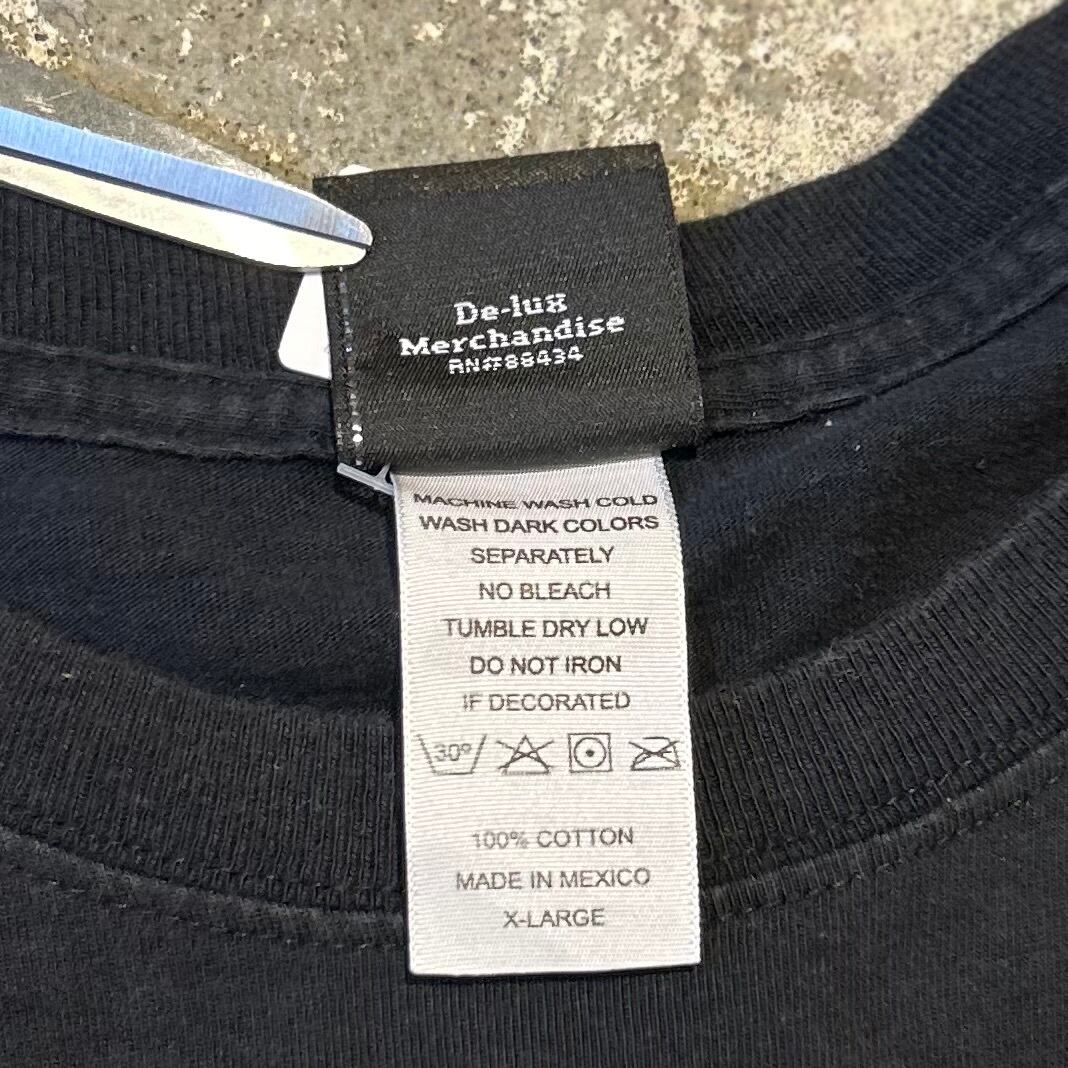 De-lux
Merchandise
RN#88434
MACHINE WASH COLD
WASH DARK COLORS
SEPARATELY
NO BLEACH
TUMBLE DRY LOW
DO NOT IRON
IF DECORATED
30°
100% COTTON
MADE IN MEXICO
X-LARGE